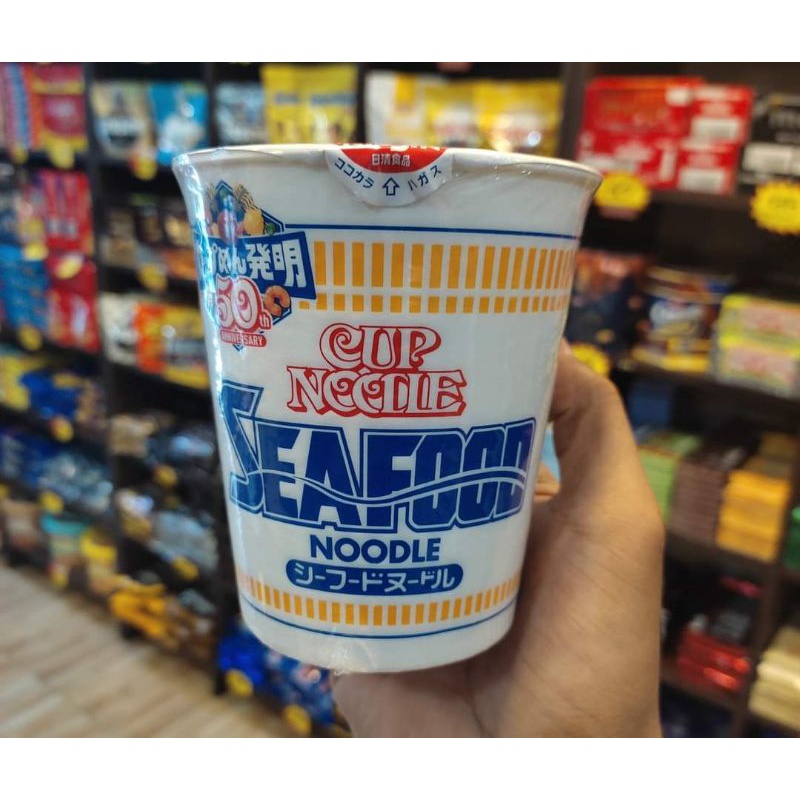 日清食品
ココカラ ⇧ ハガス
めん発明
50th
ANNIVERSARY
CUP
NOODLE
SEAFOOD
NOODLE
シーフードヌードル